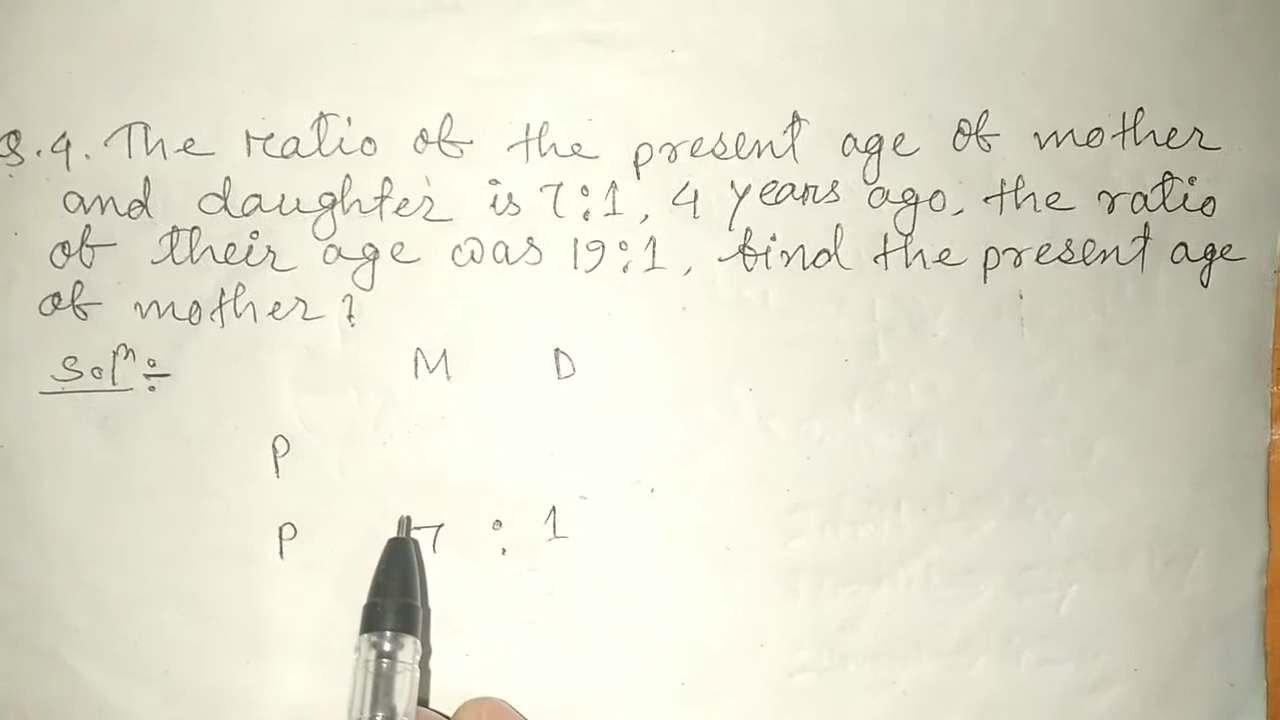 Q.4. The ratio of the present age of mother
and daughter is 7:1, 4 years ago, the ratio
of their age was 19:1, find the present age
of mother?
Solⁿ:-
M D
P
P 7 : 1